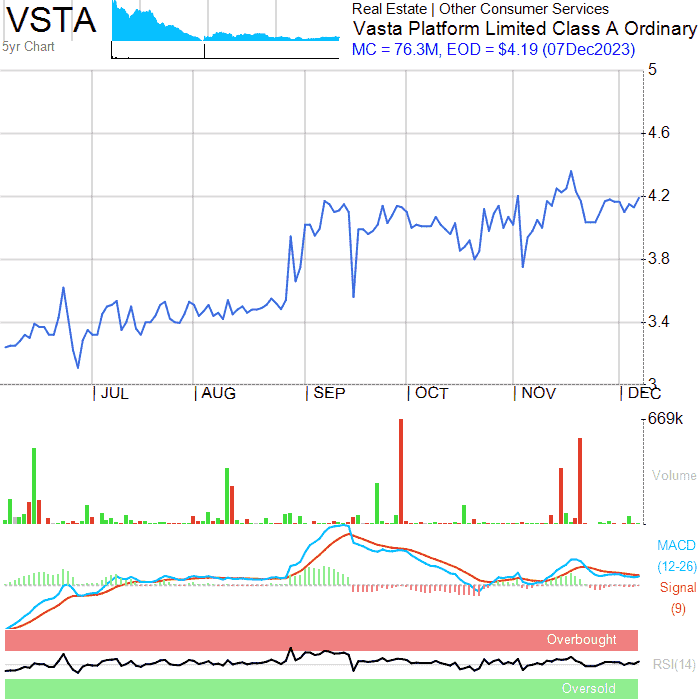 VSTA
5yr Chart
Real Estate | Other Consumer Services
Vasta Platform Limited Class A Ordinary
MC = 76.3M, EOD = $4.19 (07Dec2023)
5
4.6
4.2
3.8
3.4
3
JUL
AUG
SEP
OCT
NOV
DEC
669k
Volume
MACD
(12-26)
Signal
(9)
Overbought
RSI(14)
Oversold